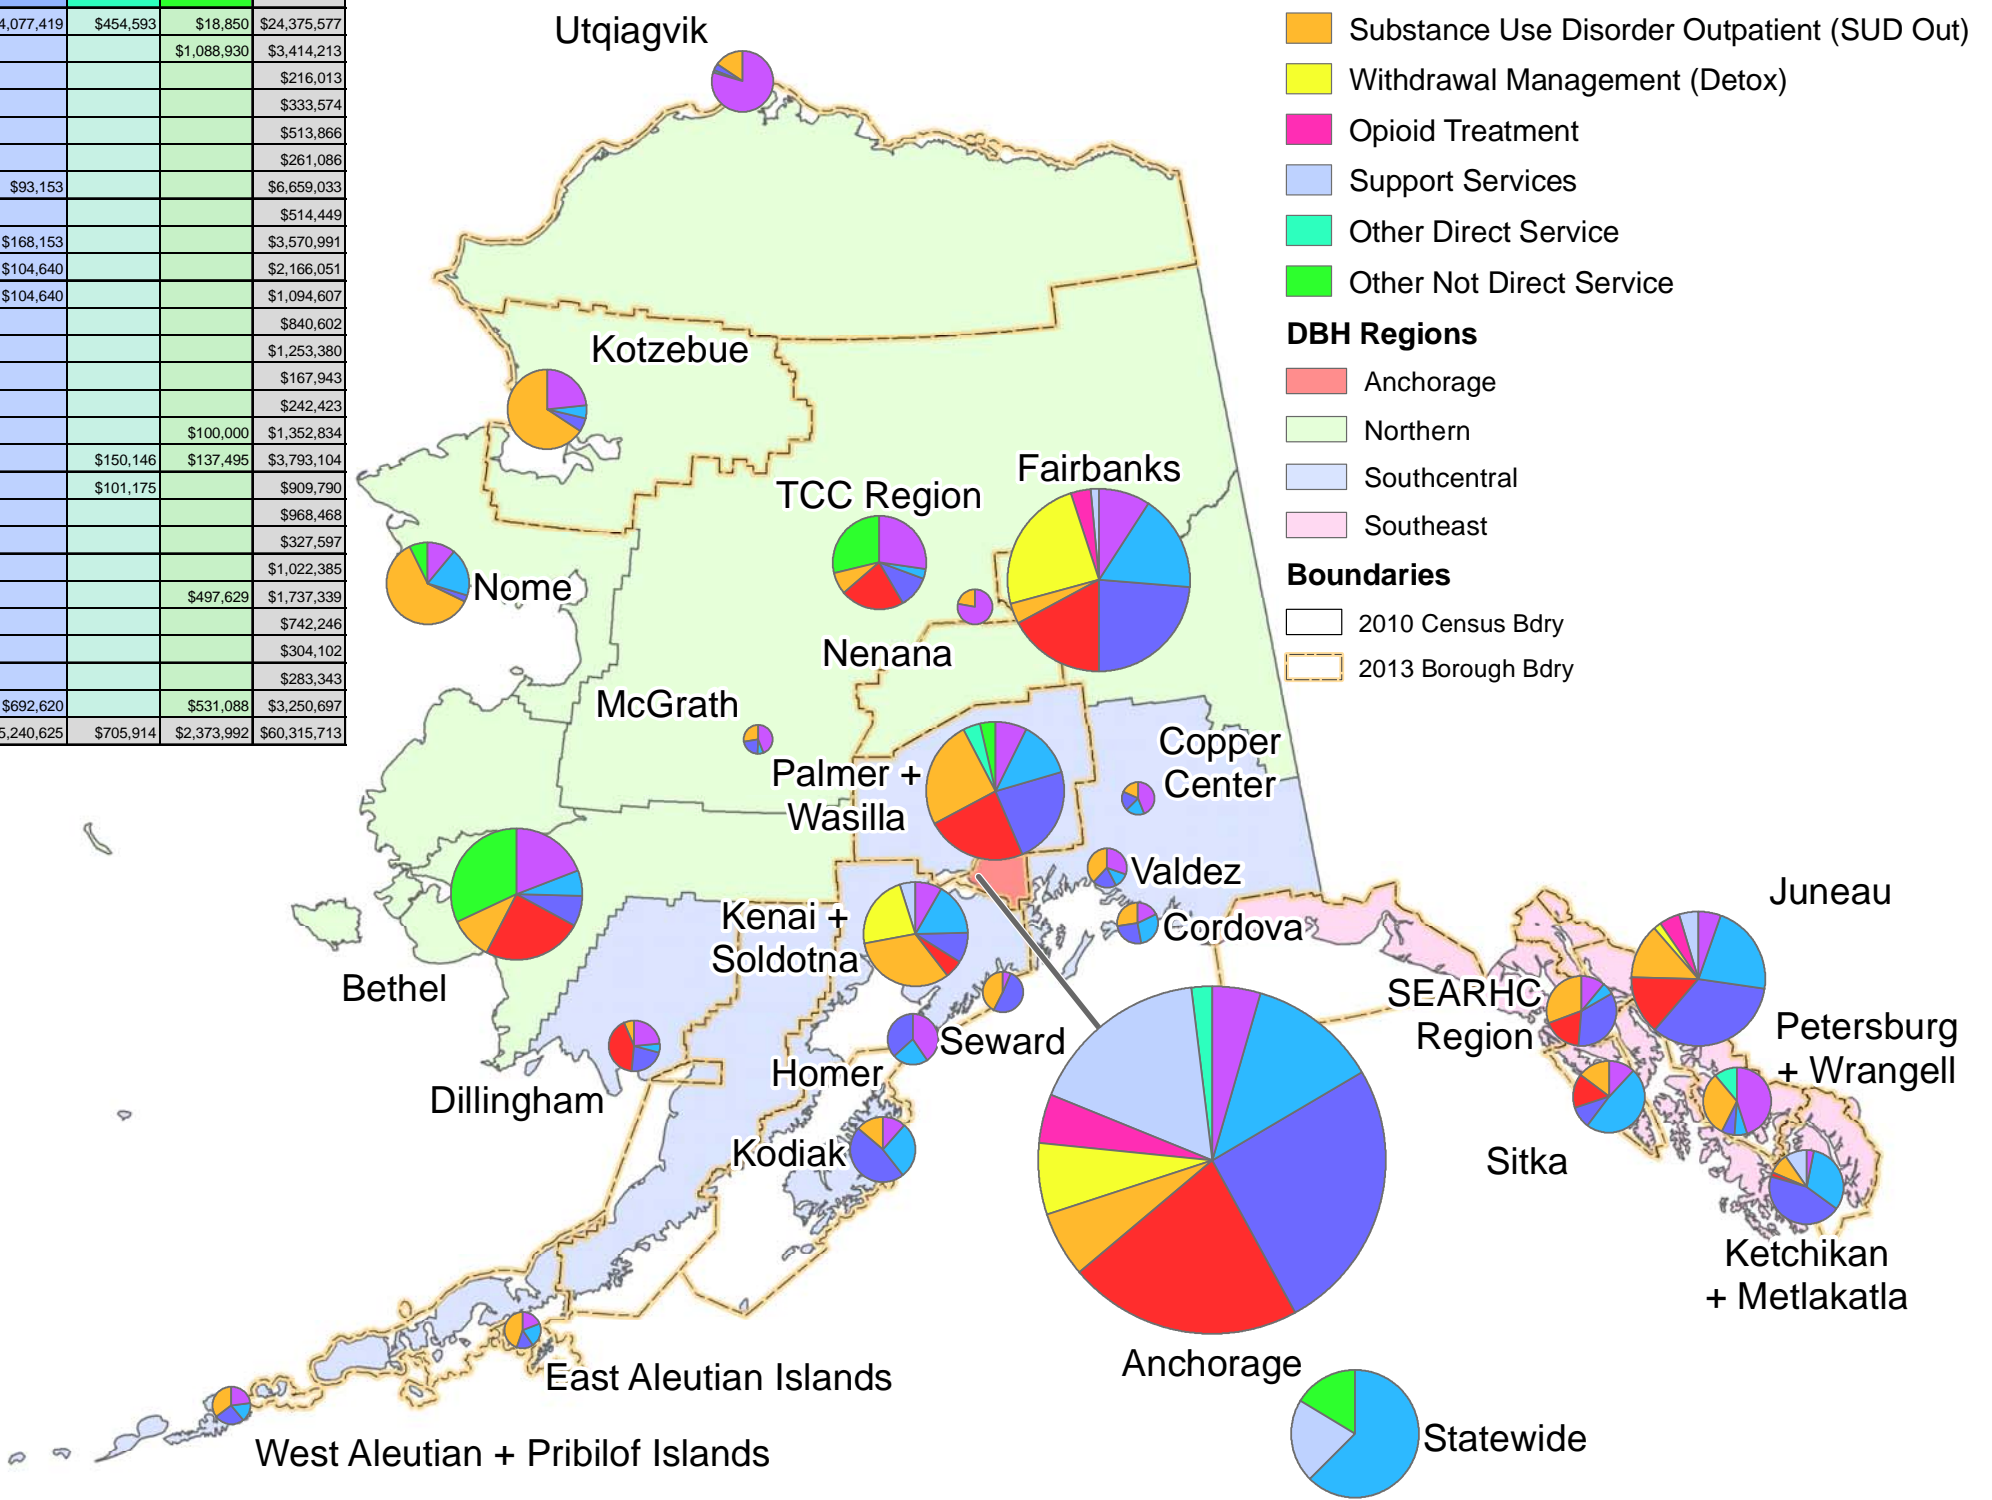 4,077,419 $454,593 $18,850 $24,375,577
$1,088,930 $3,414,213
$216,013
$333,574
$513,866
$261,086
$93,153 $6,659,033
$514,449
$168,153 $3,570,991
$104,640 $2,166,051
$104,640 $1,094,607
$840,602
$1,253,380
$167,943
$242,423
$100,000 $1,352,834
$150,146 $137,495 $3,793,104
$101,175 $909,790
$968,468
$327,597
$1,022,385
$497,629 $1,737,339
$742,246
$304,102
$283,343
$692,620 $531,088 $3,250,697
5,240,625 $705,914 $2,373,992 $60,315,713
Substance Use Disorder Outpatient (SUD Out)
Withdrawal Management (Detox)
Opioid Treatment
Support Services
Other Direct Service
Other Not Direct Service
DBH Regions
Anchorage
Northern
Southcentral
Southeast
Boundaries
2010 Census Bdry
2013 Borough Bdry
Utqiagvik
Kotzebue
Fairbanks
TCC Region
Nome
Nenana
McGrath
Copper
Center
Palmer +
Wasilla
Valdez
Juneau
Kenai +
Soldotna
Cordova
Bethel
SEARHC
Region
Petersburg
+ Wrangell
Seward
Homer
Dillingham
Kodiak
Sitka
Ketchikan
+ Metlakatla
Anchorage
East Aleutian Islands
Statewide
West Aleutian + Pribilof Islands